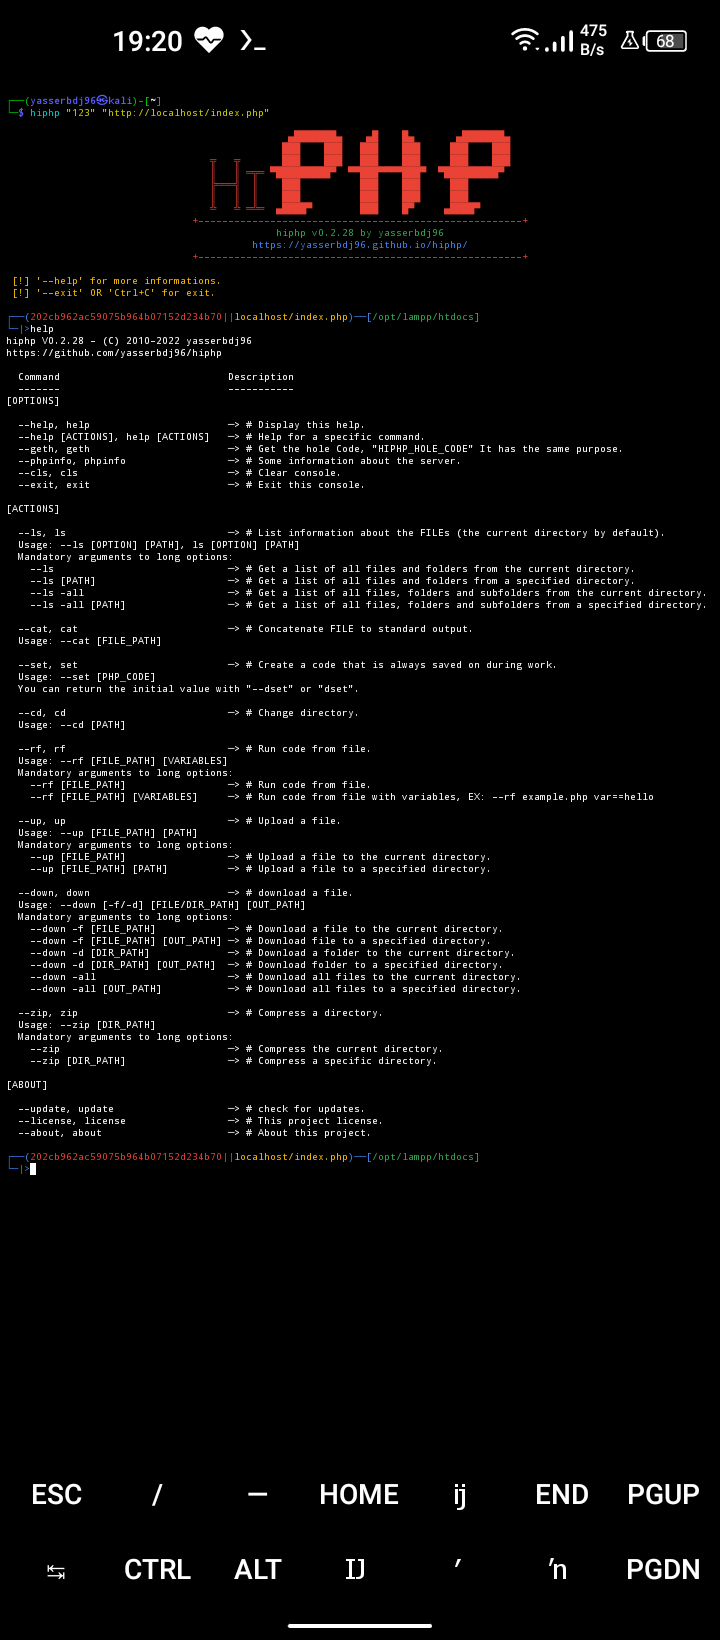 19:20 475 B/s 68
┌──(yasserbdj96㉿kali)-[~]
└─$ hiphp "123" "http://localhost/index.php"
HI PHP
+------------------------------------------------------+
hiphp v0.2.28 by yasserbdj96
https://yasserbdj96.github.io/hiphp/
+------------------------------------------------------+
[!] '--help' for more informations.
[!] '--exit' OR 'Ctrl+C' for exit.
┌──(202cb962ac59075b964b07152d234b70||localhost/index.php)──[/opt/lampp/htdocs]
└─|>help
hiphp V0.2.28 - (C) 2010-2022 yasserbdj96
https://github.com/yasserbdj96/hiphp
Command Description
------- -----------
[OPTIONS]
--help, help —> # Display this help.
--help [ACTIONS], help [ACTIONS] —> # Help for a specific command.
--geth, geth —> # Get the hole Code, "HIPHP_HOLE_CODE" It has the same purpose.
--phpinfo, phpinfo —> # Some information about the server.
--cls, cls —> # Clear console.
--exit, exit —> # Exit this console.
[ACTIONS]
--ls, ls —> # List information about the FILEs (the current directory by default).
Usage: --ls [OPTION] [PATH], ls [OPTION] [PATH]
Mandatory arguments to long options:
--ls —> # Get a list of all files and folders from the current directory.
--ls [PATH] —> # Get a list of all files and folders from a specified directory.
--ls -all —> # Get a list of all files, folders and subfolders from the current directory.
--ls -all [PATH] —> # Get a list of all files, folders and subfolders from a specified directory.
--cat, cat —> # Concatenate FILE to standard output.
Usage: --cat [FILE_PATH]
--set, set —> # Create a code that is always saved on during work.
Usage: --set [PHP_CODE]
You can return the initial value with "--dset" or "dset".
--cd, cd —> # Change directory.
Usage: --cd [PATH]
--rf, rf —> # Run code from file.
Usage: --rf [FILE_PATH] [VARIABLES]
Mandatory arguments to long options:
--rf [FILE_PATH] —> # Run code from file.
--rf [FILE_PATH] [VARIABLES] —> # Run code from file with variables, EX: --rf example.php var==hello
--up, up —> # Upload a file.
Usage: --up [FILE_PATH] [PATH]
Mandatory arguments to long options:
--up [FILE_PATH] —> # Upload a file to the current directory.
--up [FILE_PATH] [PATH] —> # Upload a file to a specified directory.
--down, down —> # download a file.
Usage: --down [-f/-d] [FILE/DIR_PATH] [OUT_PATH]
Mandatory arguments to long options:
--down -f [FILE_PATH] —> # Download a file to the current directory.
--down -f [FILE_PATH] [OUT_PATH] —> # Download file to a specified directory.
--down -d [DIR_PATH] —> # Download a folder to the current directory.
--down -d [DIR_PATH] [OUT_PATH] —> # Download folder to a specified directory.
--down -all —> # Download all files to the current directory.
--down -all [OUT_PATH] —> # Download all files to a specified directory.
--zip, zip —> # Compress a directory.
Usage: --zip [DIR_PATH]
Mandatory arguments to long options:
--zip —> # Compress the current directory.
--zip [DIR_PATH] —> # Compress a specific directory.
[ABOUT]
--update, update —> # check for updates.
--license, license —> # This project license.
--about, about —> # About this project.
┌──(202cb962ac59075b964b07152d234b70||localhost/index.php)──[/opt/lampp/htdocs]
└─|>
ESC / — HOME ĳ END PGUP
↹ CTRL ALT Ĳ ′ ŉ PGDN